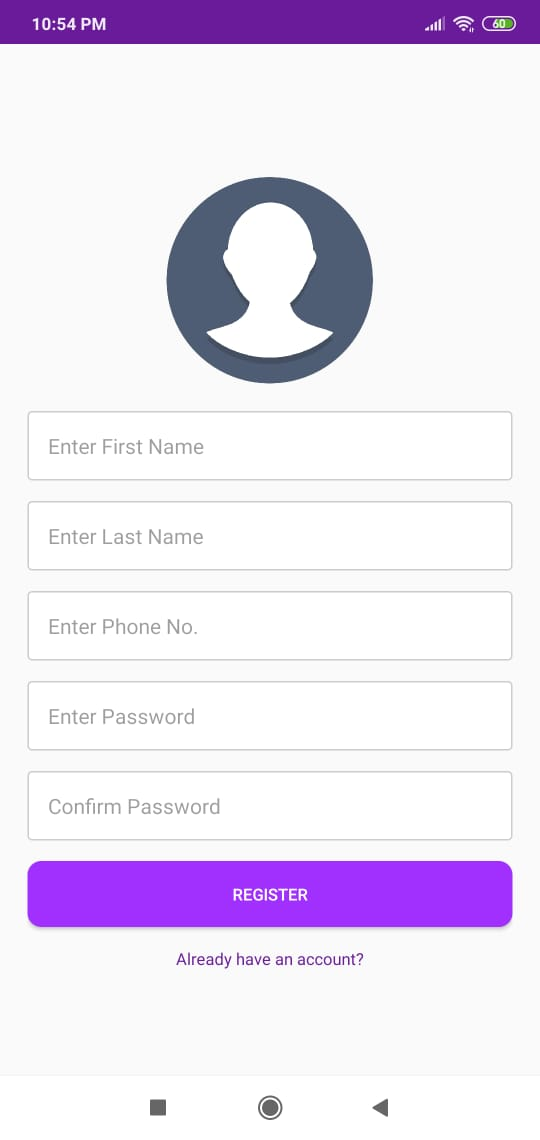 10:54 PM
60
Enter First Name
Enter Last Name
Enter Phone No.
Enter Password
Confirm Password
REGISTER
Already have an account?